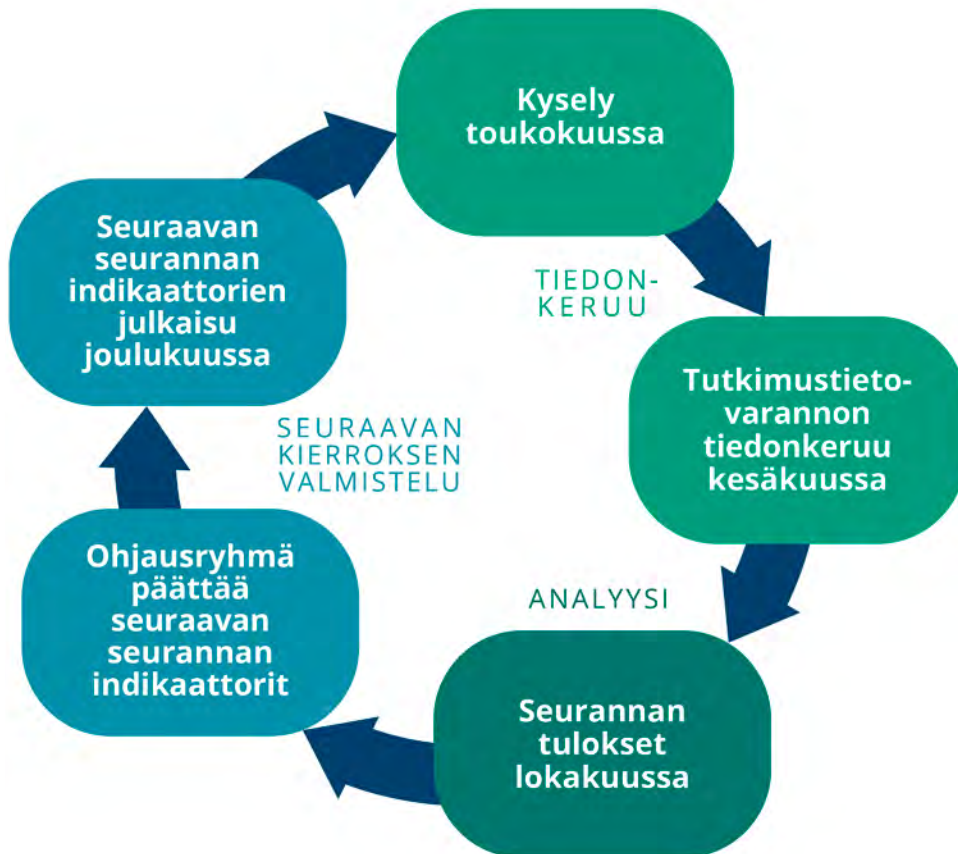 Kysely
toukokuussa
TIEDON-
KERUU
Tutkimustieto-
varannon
tiedonkeruu
kesäkuussa
ANALYYSI
Seurannan
tulokset
lokakuussa
Ohjausryhmä
päättää
seuraavan
seurannan
indikaattorit
SEURAAVAN
KIERROKSEN
VALMISTELU
Seuraavan
seurannan
indikaattorien
julkaisu
joulukuussa